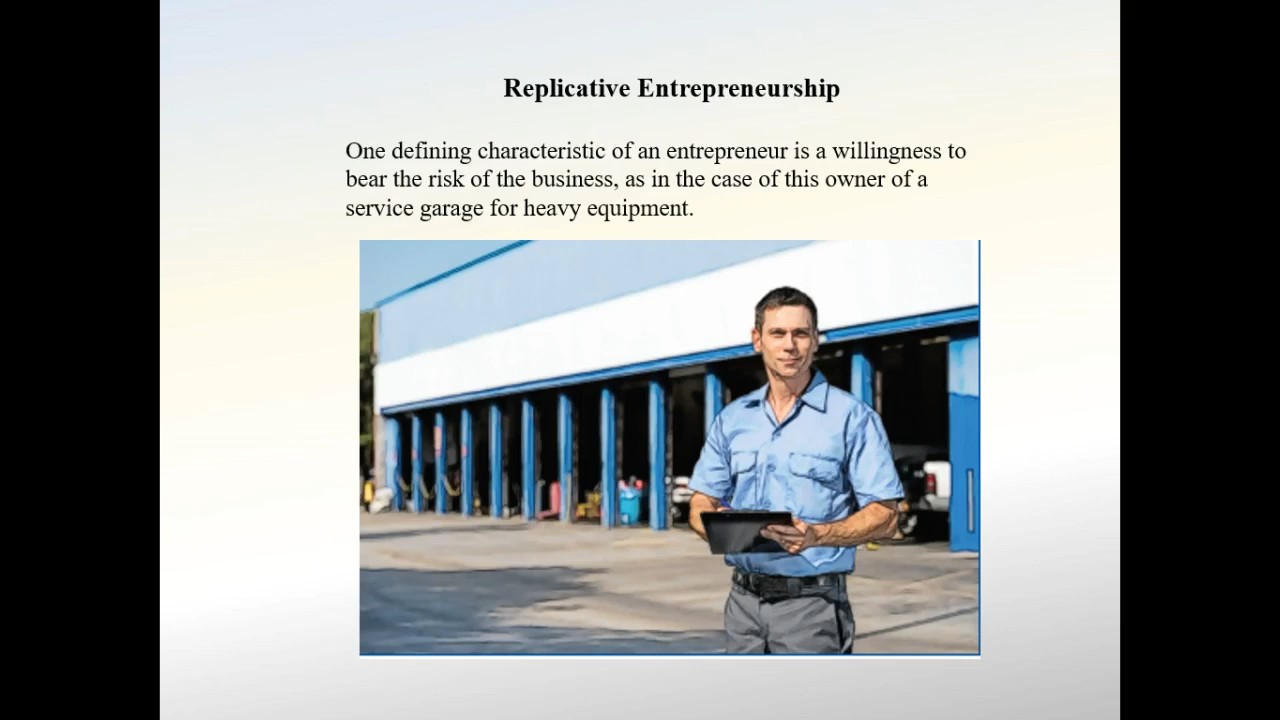 Replicative Entrepreneurship
One defining characteristic of an entrepreneur is a willingness to
bear the risk of the business, as in the case of this owner of a
service garage for heavy equipment.